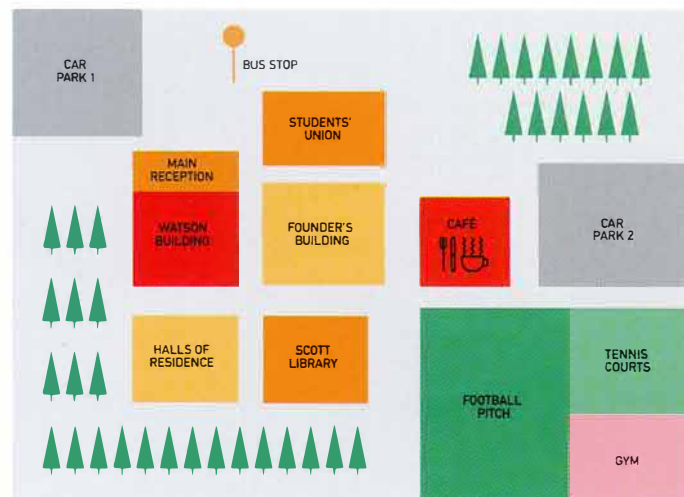 CAR
PARK 1
BUS STOP
STUDENTS'
UNION
MAIN
RECEPTION
WATSON
BUILDING
FOUNDER'S
BUILDING
CAFÉ
CAR
PARK 2
HALLS OF
RESIDENCE
SCOTT
LIBRARY
FOOTBALL
PITCH
TENNIS
COURTS
GYM